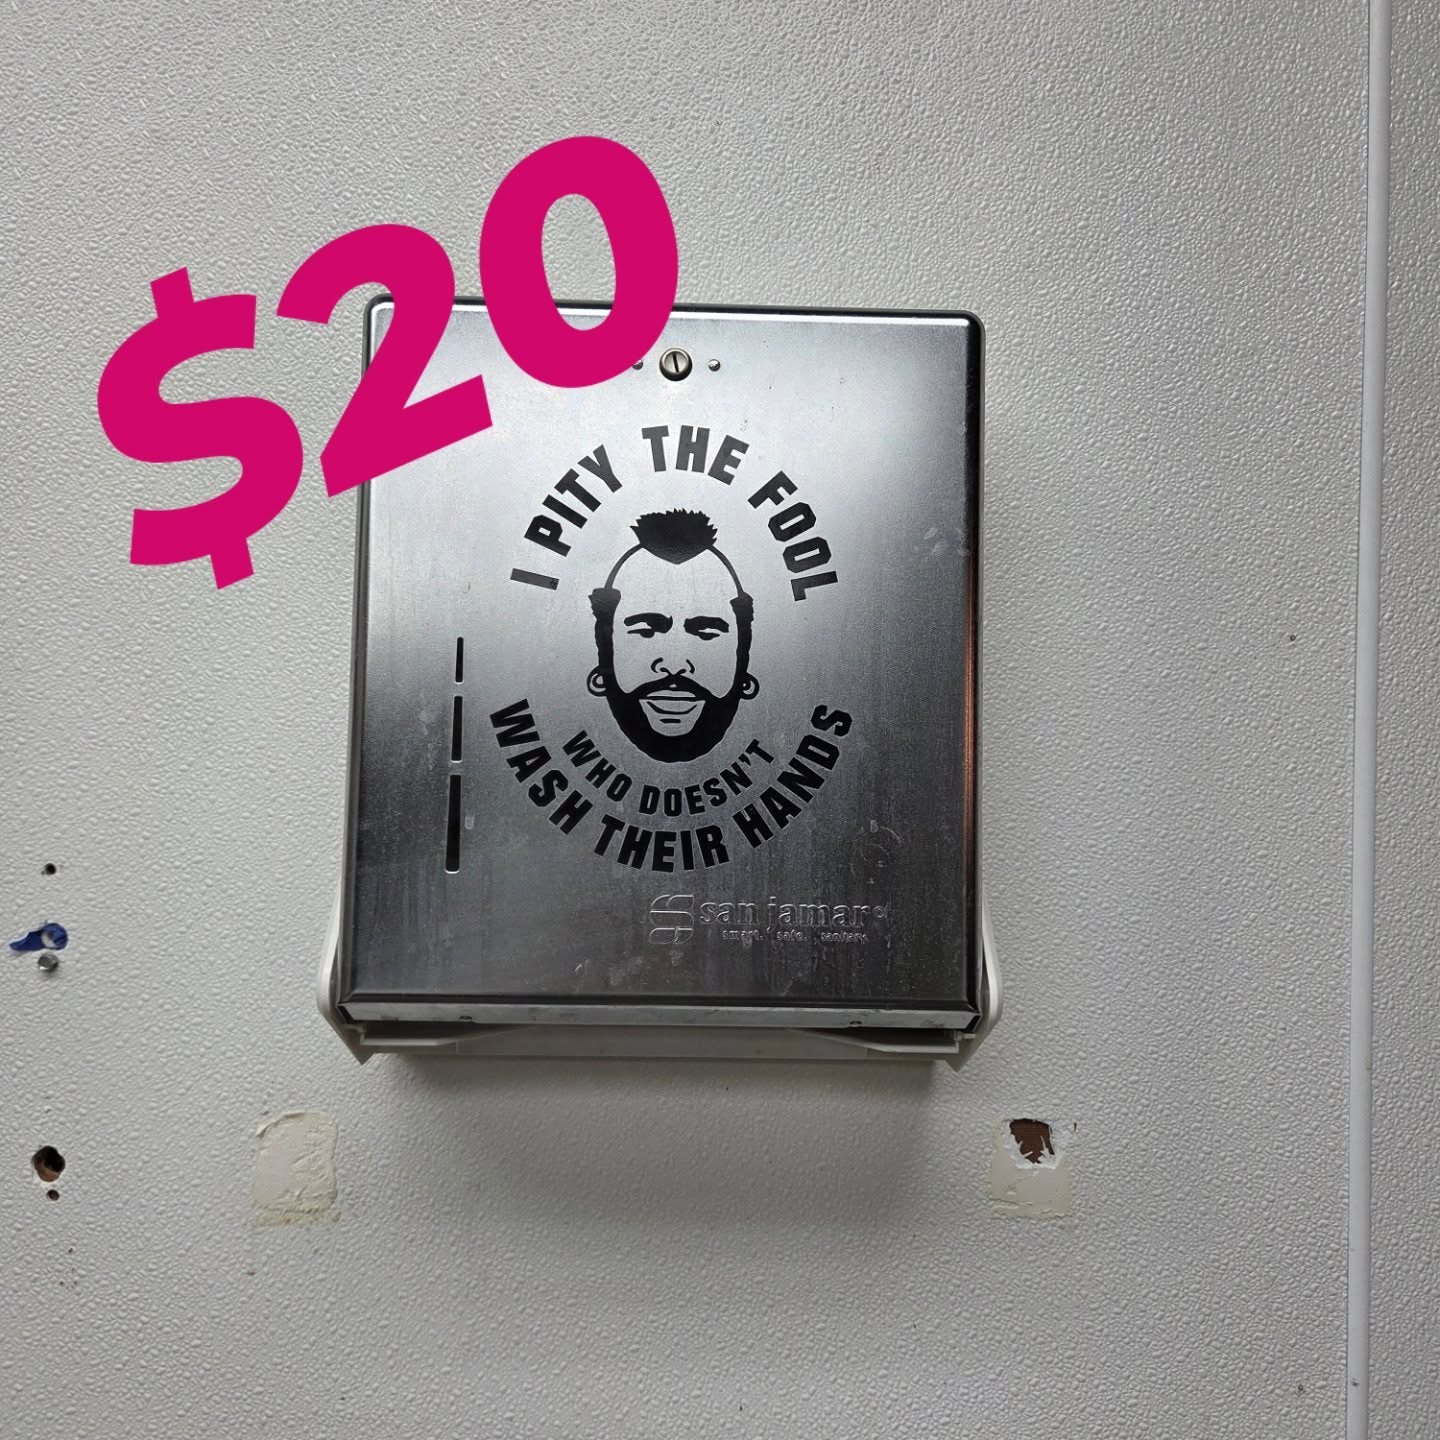 $20
I PITY THE FOOL
WHO DOESN'T
WASH THEIR HANDS
san jamar®
smart. safe. sanitary.